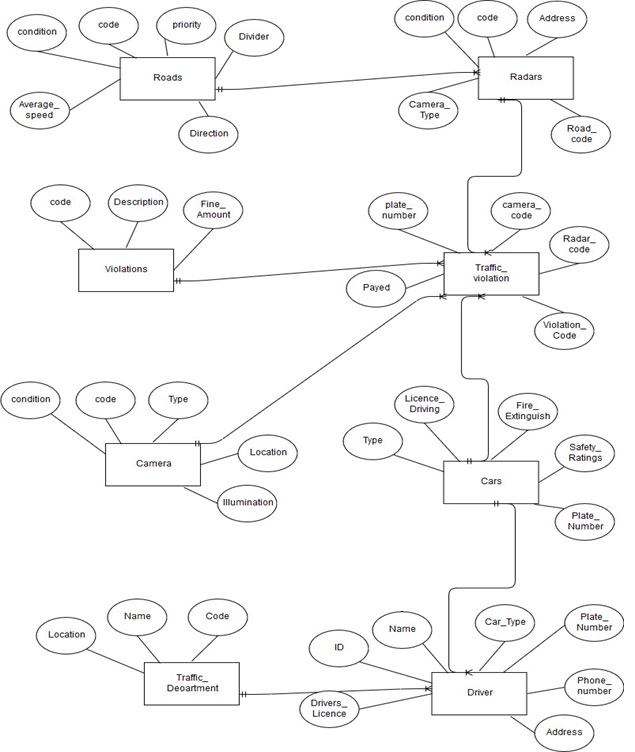 condition
code
priority
Divider
Roads
Average_
speed
Direction
condition
code
Address
Radars
Camera_
Type
Road_
code
code
Description
Fine_
Amount
Violations
plate_
number
camera_
code
Radar_
code
Traffic_
violation
Payed
Violation_
Code
condition
code
Type
Camera
Location
Illumination
Licence_
Driving
Fire_
Extinguish
Type
Safety_
Ratings
Cars
Plate_
Number
Location
Name
Code
Traffic_
Deoartment
ID
Name
Car_Type
Plate_
Number
Drivers_
Licence
Driver
Phone_
number
Address